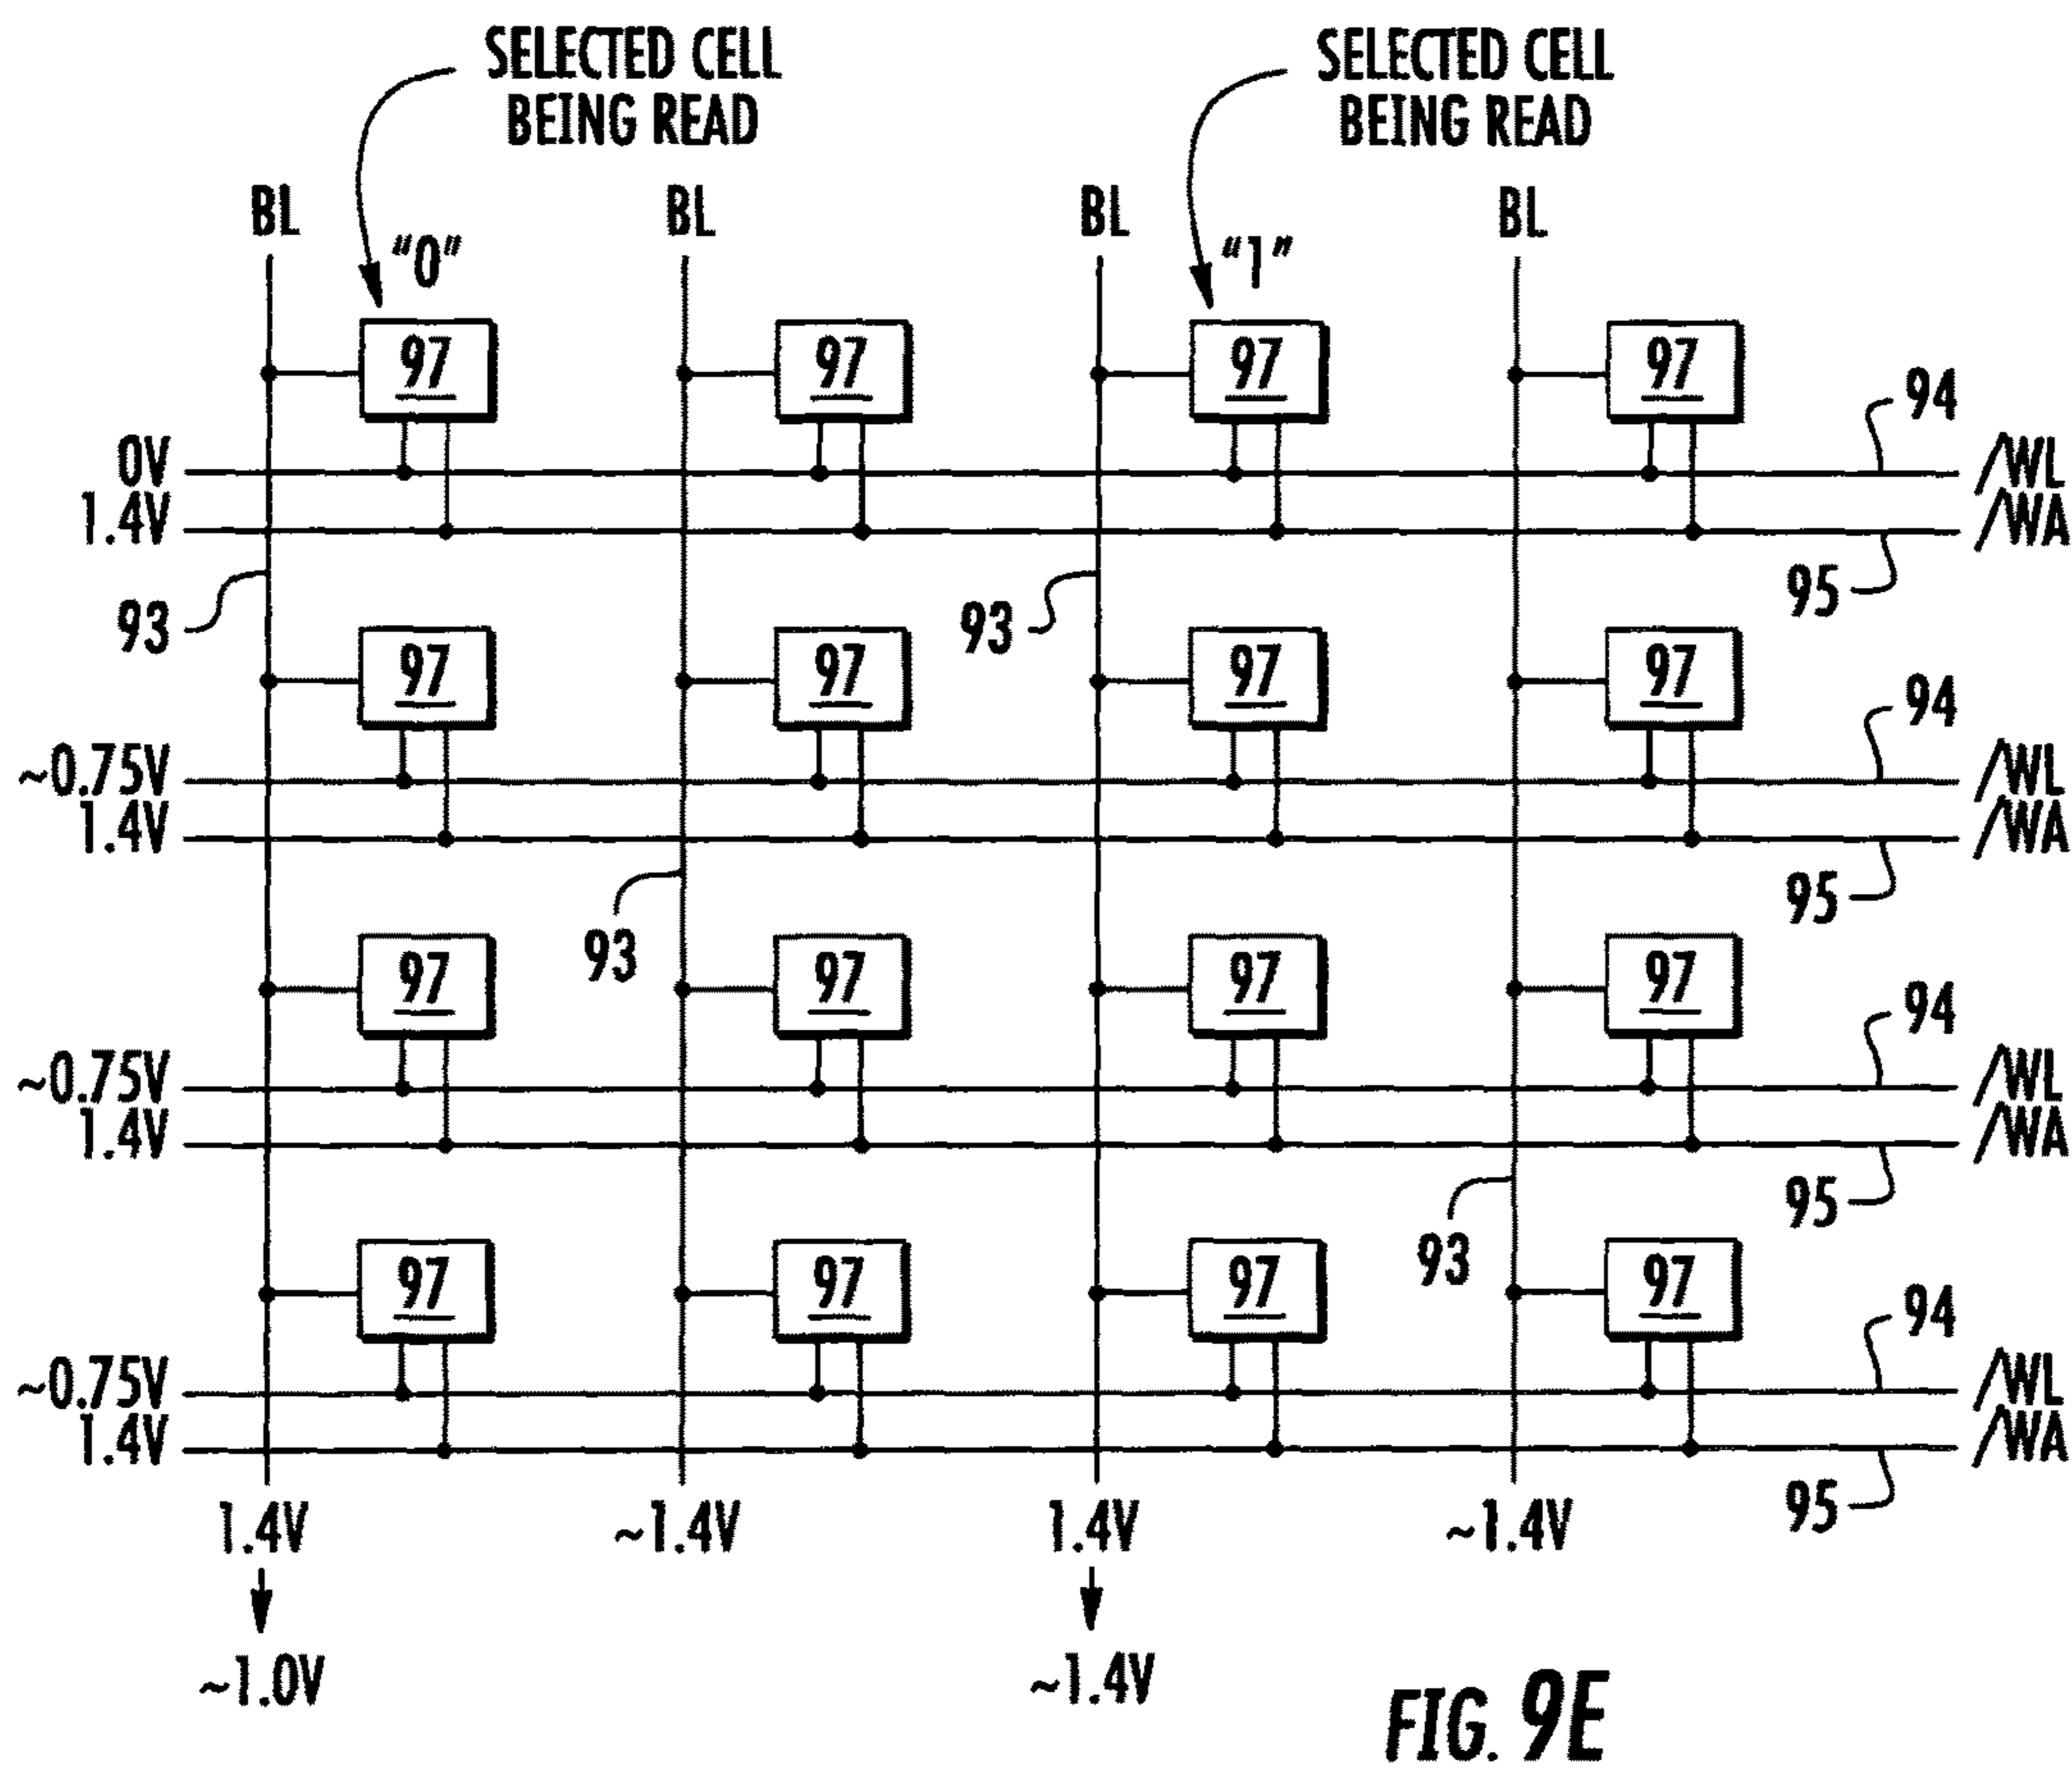 SELECTED CELL
BEING READ
SELECTED CELL
BEING READ
BL
BL
BL
BL
“0”
“1”
97
97
97
97
94
0V
/WL
1.4V
/WA
95
93
93
97
97
97
97
94
~0.75V
/WL
1.4V
/WA
95
93
97
97
97
97
94
~0.75V
/WL
1.4V
/WA
95
93
97
97
97
97
94
~0.75V
/WL
1.4V
/WA
95
1.4V
~1.4V
1.4V
~1.4V
~1.0V
~1.4V
FIG. 9E